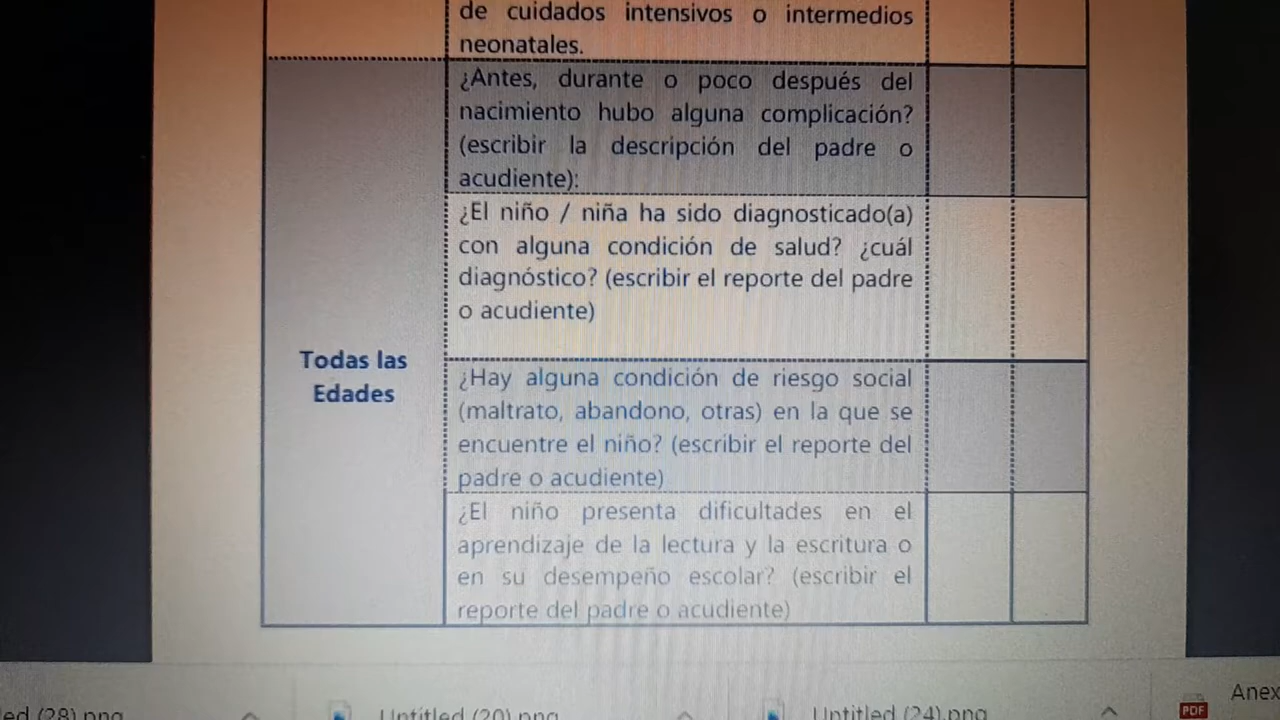 de cuidados intensivos o intermedios
neonatales.
¿Antes, durante o poco después del
nacimiento hubo alguna complicación?
(escribir la descripción del padre o
acudiente):
¿El niño / niña ha sido diagnosticado(a)
con alguna condición de salud? ¿cuál
diagnóstico? (escribir el reporte del padre
o acudiente)
Todas las
Edades
¿Hay alguna condición de riesgo social
(maltrato, abandono, otras) en la que se
encuentre el niño? (escribir el reporte del
padre o acudiente)
¿El niño presenta dificultades en el
aprendizaje de la lectura y la escritura o
en su desempeño escolar? (escribir el
reporte del padre o acudiente)
led (28).png
Untitled (20).png
Untitled (24).png
PDF
Anex